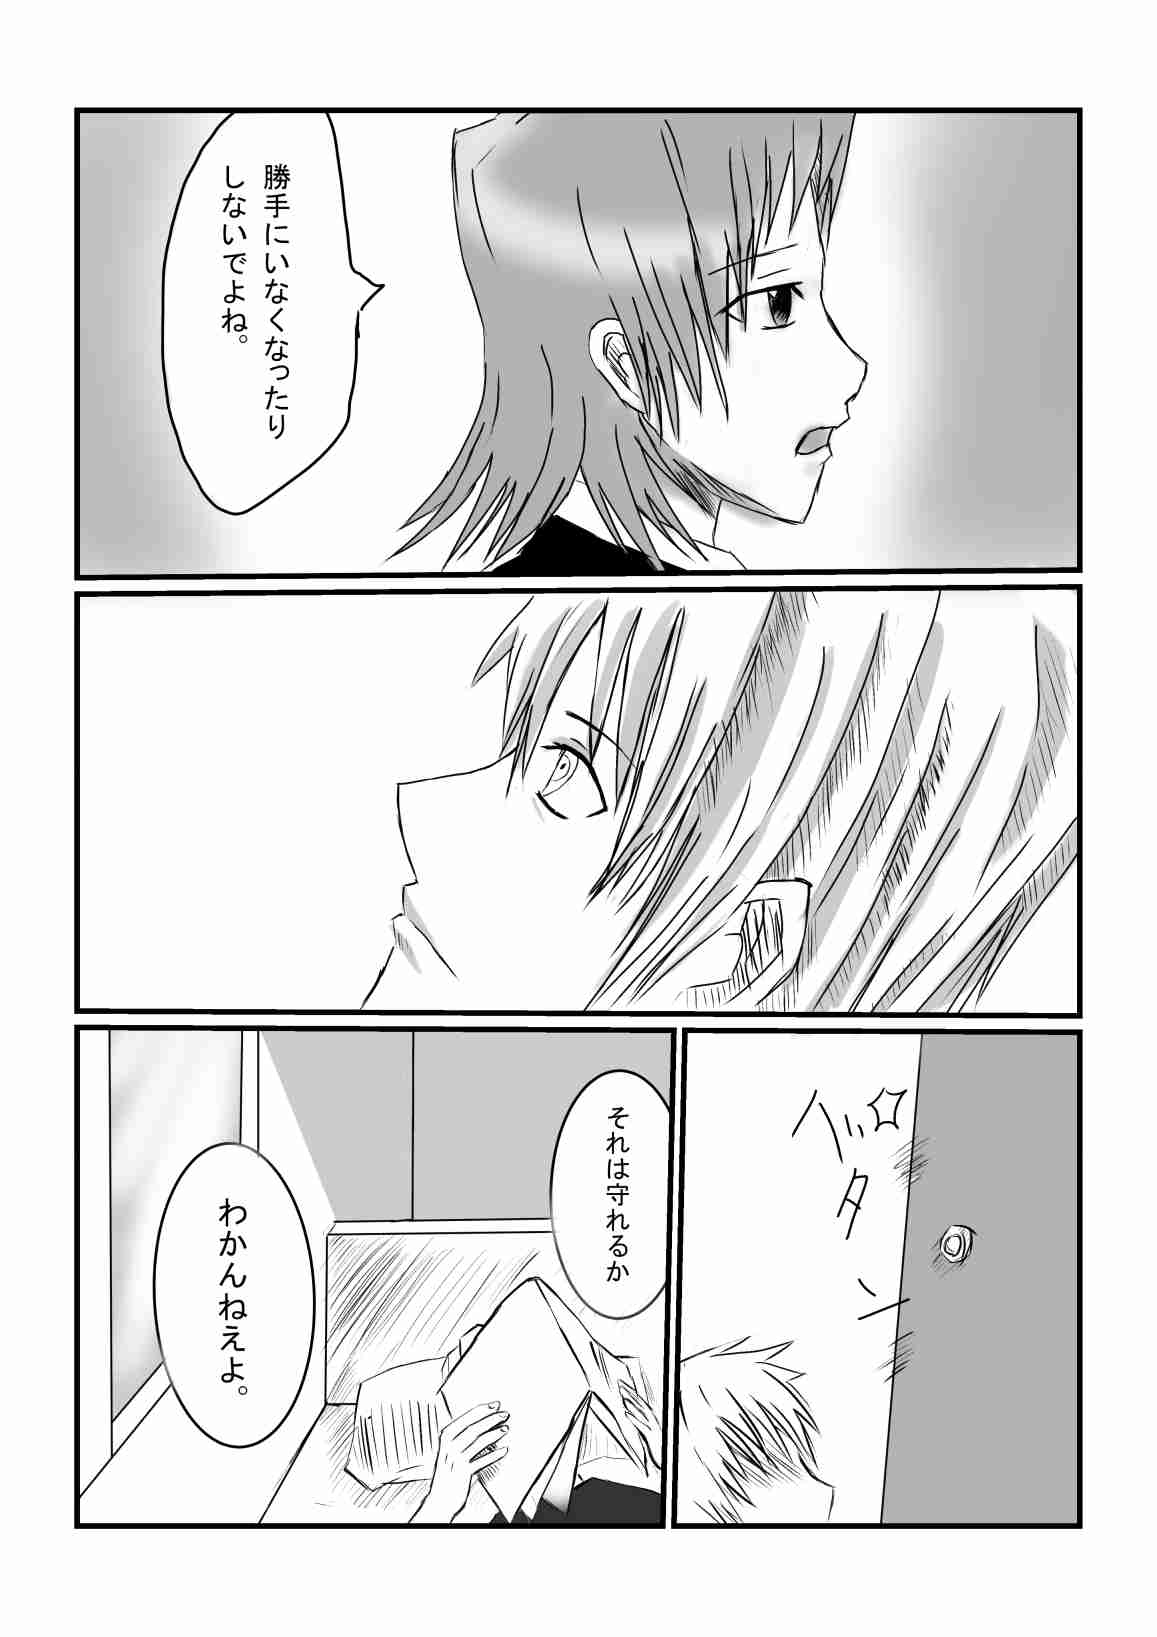 勝手にいなくなったり
しないでよね。
バタン
それは守れるか
わかんねえよ。